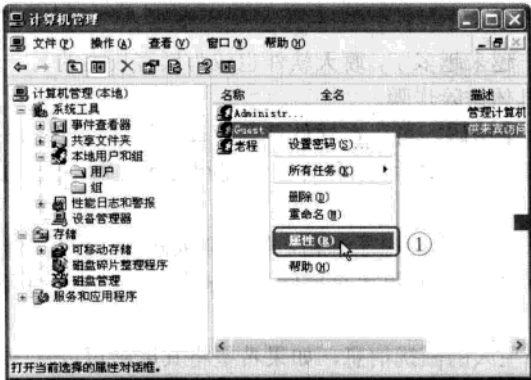 计算机管理
文件(F) 操作(A) 查看(V) 窗口(W) 帮助(H)
计算机管理(本地)
系统工具
事件查看器
共享文件夹
本地用户和组
用户
组
性能日志和警报
设备管理器
存储
可移动存储
磁盘碎片整理程序
磁盘管理
服务和应用程序
名称 全名 描述
Administr... 管理计算机
Guest 供来宾访问
老程
设置密码(S)...
所有任务(K)
删除(D)
重命名(M)
属性(R)
①
帮助(H)
打开当前选择的属性对话框。